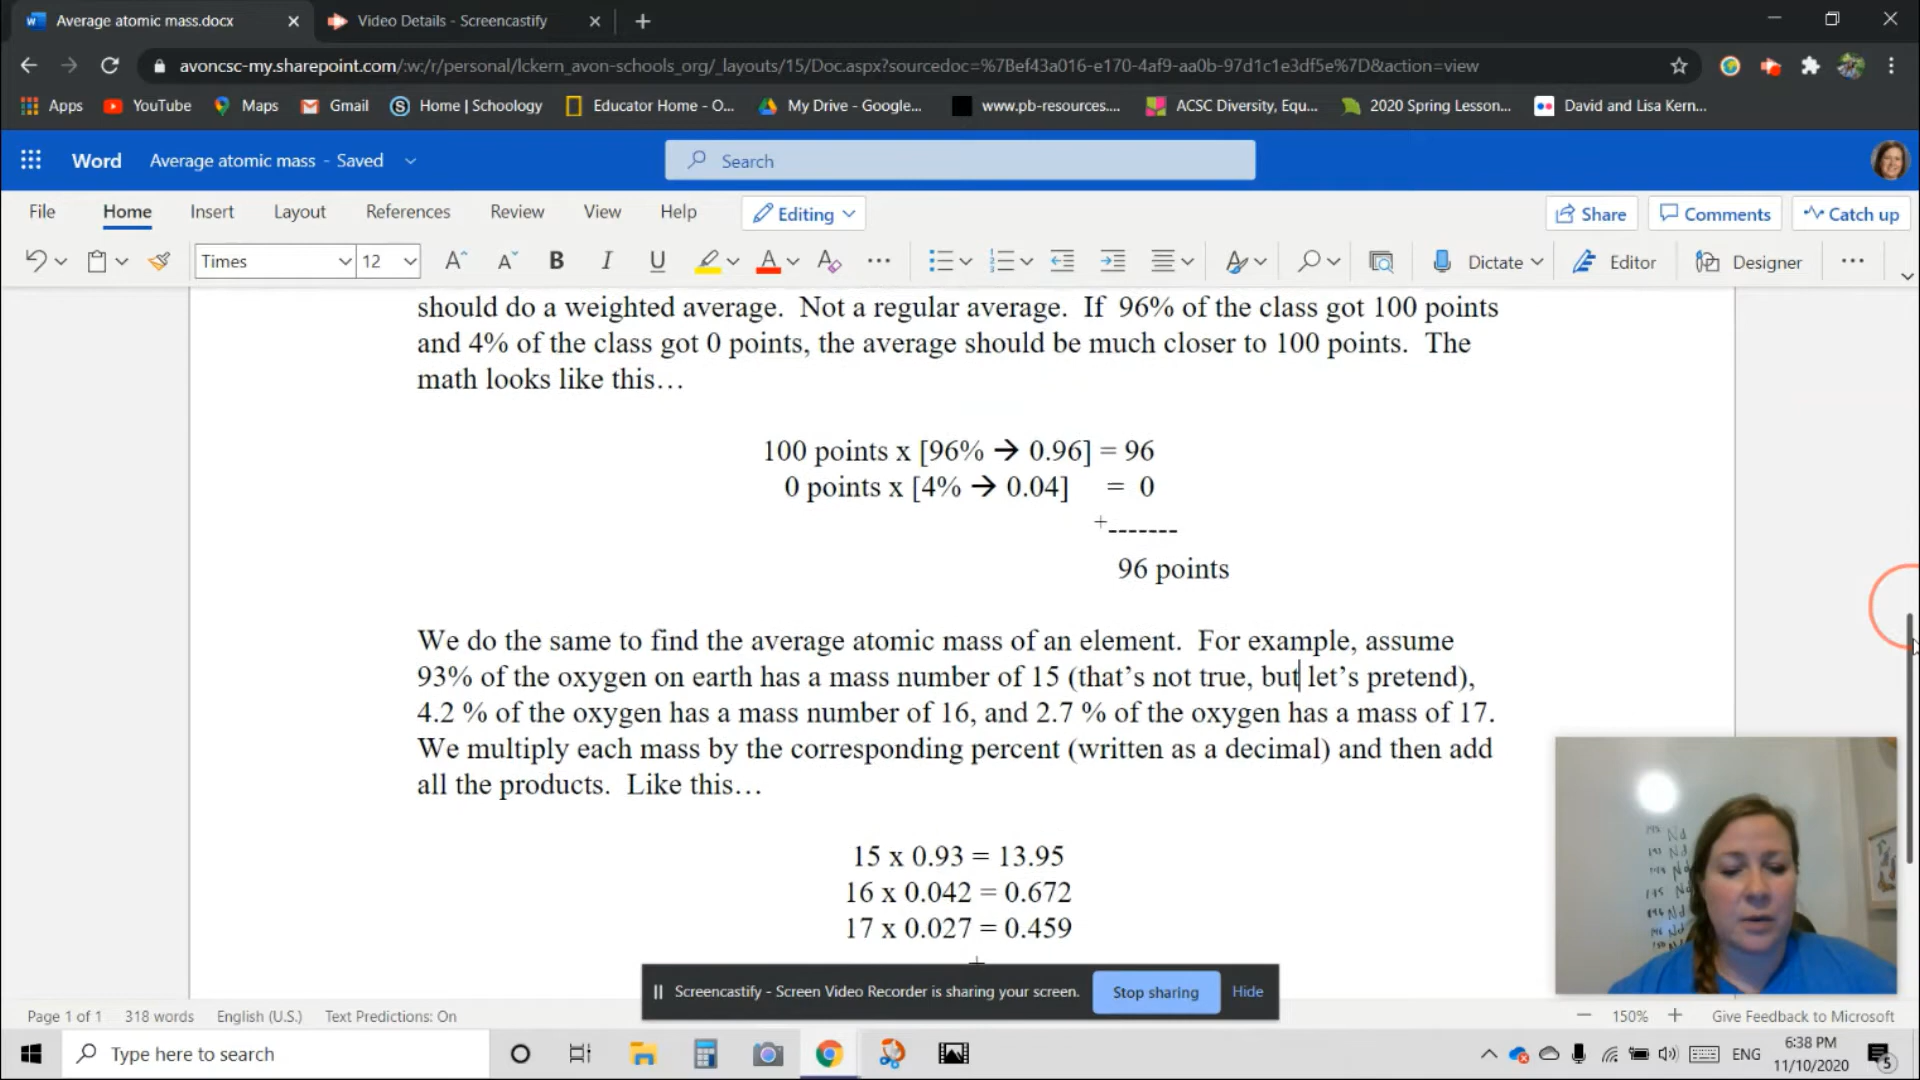 Average atomic mass.docx
Video Details - Screencastify
avoncsc-my.sharepoint.com/:w:/r/personal/lckern_avon-schools_org/_layouts/15/Doc.aspx?sourcedoc=%7Bef43a016-e170-4af9-aa0b-97d1c1e3df5e%7D&action=view
Apps YouTube Maps Gmail Home | Schoology Educator Home - O... My Drive - Google... www.pb-resources.... ACSC Diversity, Equ... 2020 Spring Lesson... David and Lisa Kern...
Word Average atomic mass - Saved Search
File Home Insert Layout References Review View Help Editing Share Comments Catch up
Times 12 A A B I U A A Dictate Editor Designer
should do a weighted average. Not a regular average. If 96% of the class got 100 points
and 4% of the class got 0 points, the average should be much closer to 100 points. The
math looks like this…
100 points x [96% → 0.96] = 96
0 points x [4% → 0.04] = 0
+-------
96 points
We do the same to find the average atomic mass of an element. For example, assume
93% of the oxygen on earth has a mass number of 15 (that’s not true, but let’s pretend),
4.2 % of the oxygen has a mass number of 16, and 2.7 % of the oxygen has a mass of 17.
We multiply each mass by the corresponding percent (written as a decimal) and then add
all the products. Like this…
15 x 0.93 = 13.95
16 x 0.042 = 0.672
17 x 0.027 = 0.459
+
Screencastify - Screen Video Recorder is sharing your screen. Stop sharing Hide
Page 1 of 1 318 words English (U.S.) Text Predictions: On 150% Give Feedback to Microsoft
Type here to search
ENG
6:38 PM
11/10/2020
5